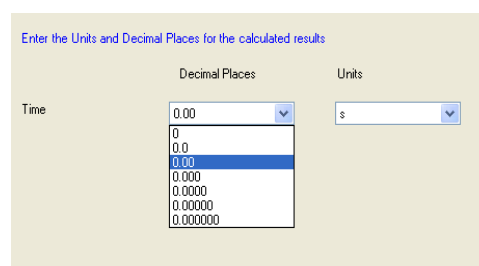 Enter the Units and Decimal Places for the calculated results
Decimal Places Units
Time 0.00 s
0
0.0
0.00
0.000
0.0000
0.00000
0.000000